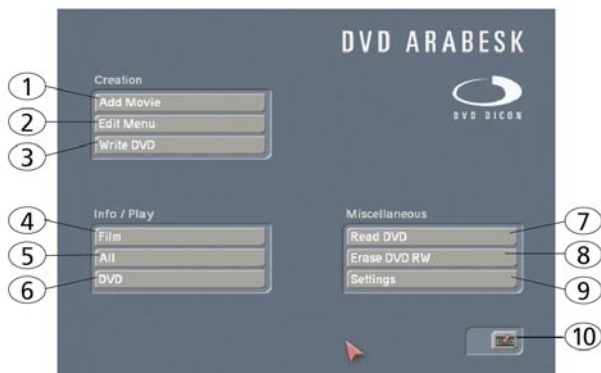 DVD ARABESK
DVD DICON
Creation
1 Add Movie
2 Edit Menu
3 Write DVD
Info / Play
4 Film
5 All
6 DVD
Miscellaneous
Read DVD 7
Erase DVD RW 8
Settings 9
10